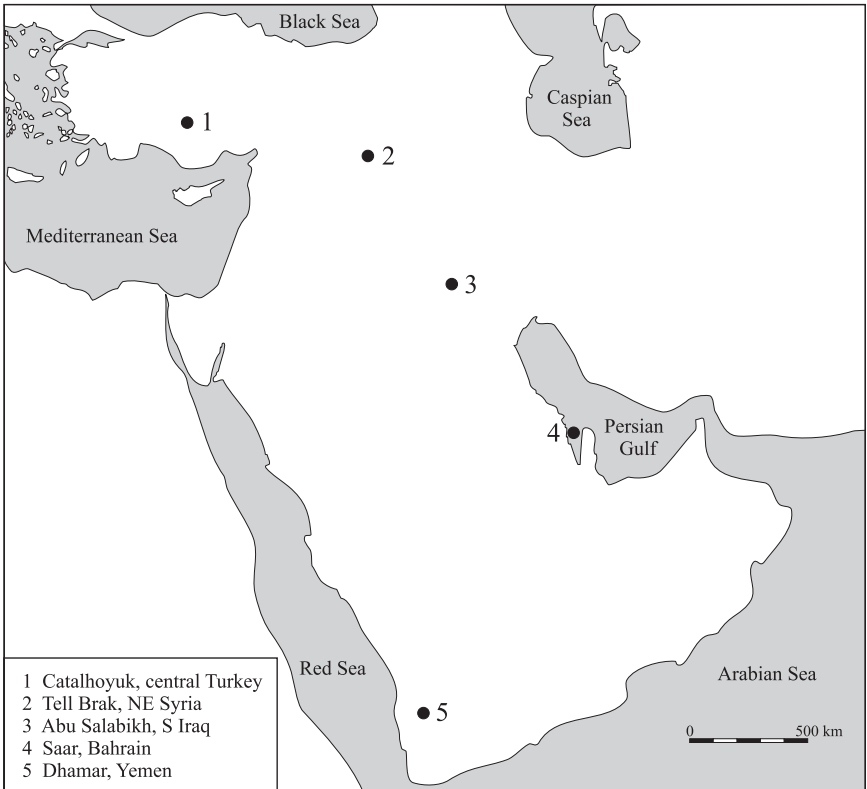 Black Sea
Caspian
Sea
1
2
Mediterranean Sea
3
4
Persian
Gulf
Red Sea
Arabian Sea
5
0 500 km
1 Catalhoyuk, central Turkey
2 Tell Brak, NE Syria
3 Abu Salabikh, S Iraq
4 Saar, Bahrain
5 Dhamar, Yemen